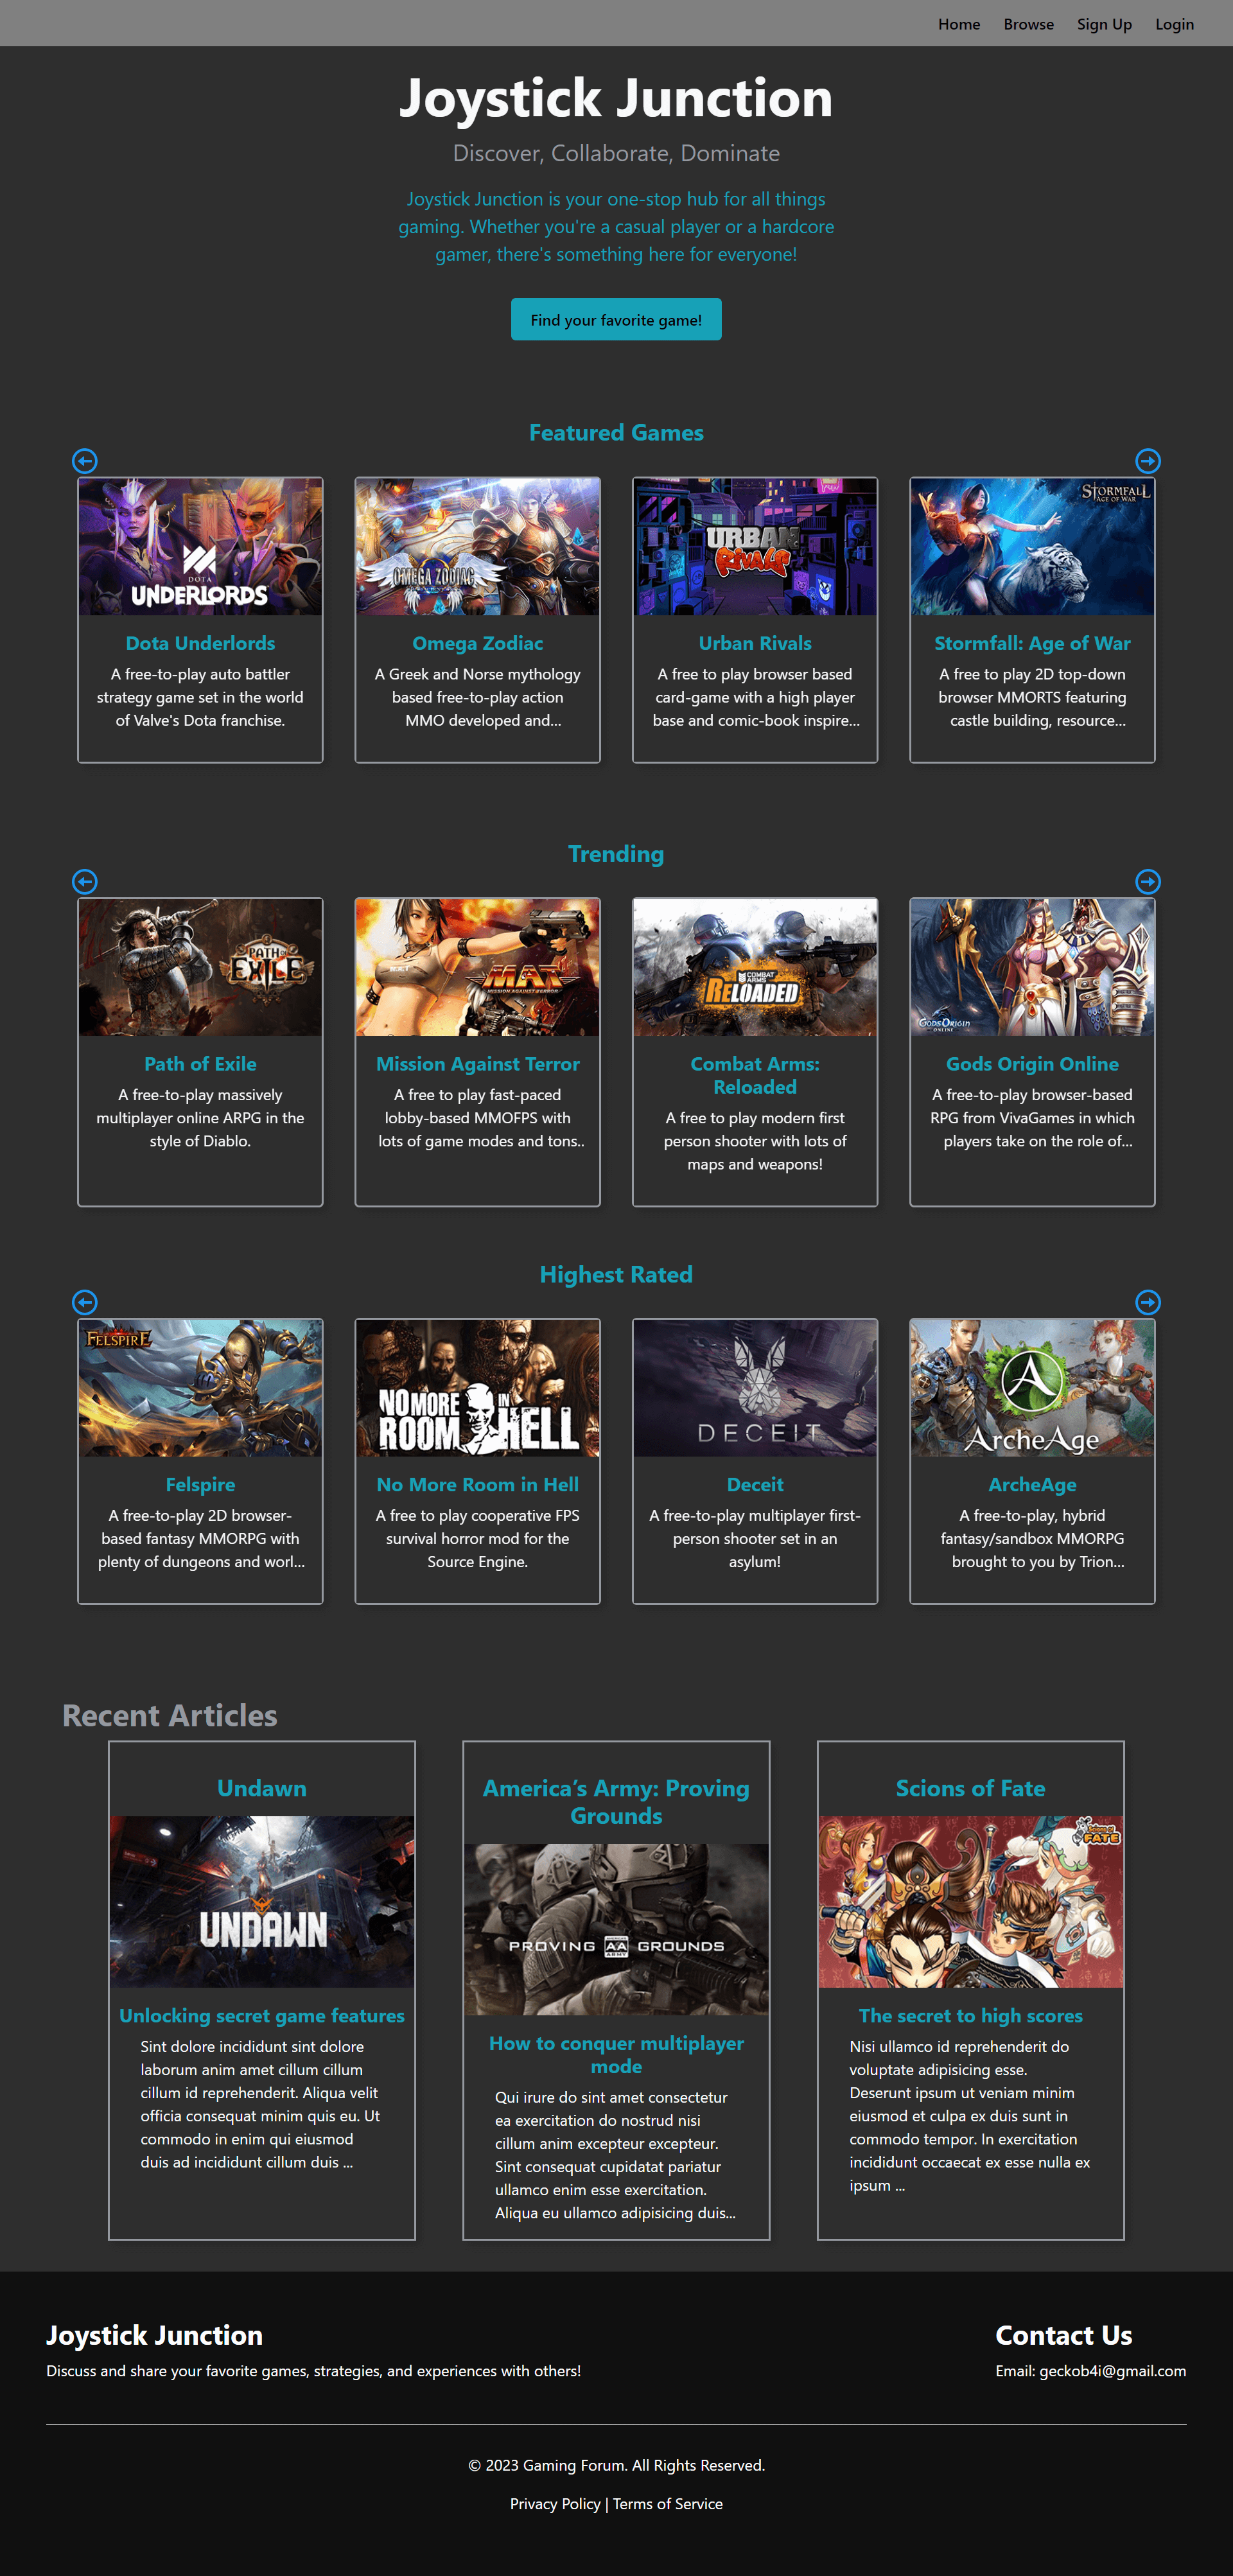 Home Browse Sign Up Login
Joystick Junction
Discover, Collaborate, Dominate
Joystick Junction is your one-stop hub for all things
gaming. Whether you're a casual player or a hardcore
gamer, there's something here for everyone!
Find your favorite game!
Featured Games
DOTA
UNDERLORDS
Dota Underlords
A free-to-play auto battler
strategy game set in the world
of Valve's Dota franchise.
OMEGA ZODIAC
Omega Zodiac
A Greek and Norse mythology
based free-to-play action
MMO developed and...
URBAN
RIVALS
Urban Rivals
A free to play browser based
card-game with a high player
base and comic-book inspire...
STORMFALL
AGE OF WAR
Stormfall: Age of War
A free to play 2D top-down
browser MMORTS featuring
castle building, resource...
Trending
PATH OF
EXILE
Path of Exile
A free-to-play massively
multiplayer online ARPG in the
style of Diablo.
MAT
MISSION AGAINST TERROR
Mission Against Terror
A free to play fast-paced
lobby-based MMOFPS with
lots of game modes and tons..
COMBAT
ARMS
RELOADED
Combat Arms:
Reloaded
A free to play modern first
person shooter with lots of
maps and weapons!
GODS ORIGIN
ONLINE
Gods Origin Online
A free-to-play browser-based
RPG from VivaGames in which
players take on the role of...
Highest Rated
FELSPIRE
Felspire
A free-to-play 2D browser-
based fantasy MMORPG with
plenty of dungeons and worl...
NO MORE
ROOM IN
HELL
No More Room in Hell
A free to play cooperative FPS
survival horror mod for the
Source Engine.
DECEIT
Deceit
A free-to-play multiplayer first-
person shooter set in an
asylum!
A
ArcheAge
ArcheAge
A free-to-play, hybrid
fantasy/sandbox MMORPG
brought to you by Trion...
Recent Articles
Undawn
UNDAWN
Unlocking secret game features
Sint dolore incididunt sint dolore
laborum anim amet cillum cillum
cillum id reprehenderit. Aliqua velit
officia consequat minim quis eu. Ut
commodo in enim qui eiusmod
duis ad incididunt cillum duis ...
America’s Army: Proving
Grounds
PROVING AA GROUNDS
ARMY
How to conquer multiplayer
mode
Qui irure do sint amet consectetur
ea exercitation do nostrud nisi
cillum anim excepteur excepteur.
Sint consequat cupidatat pariatur
ullamco enim esse exercitation.
Aliqua eu ullamco adipisicing duis...
Scions of Fate
FATE
The secret to high scores
Nisi ullamco id reprehenderit do
voluptate adipisicing esse.
Deserunt ipsum ut veniam minim
eiusmod et culpa ex duis sunt in
commodo tempor. In exercitation
incididunt occaecat ex esse nulla ex
ipsum ...
Joystick Junction
Discuss and share your favorite games, strategies, and experiences with others!
Contact Us
Email: geckob4i@gmail.com
© 2023 Gaming Forum. All Rights Reserved.
Privacy Policy | Terms of Service